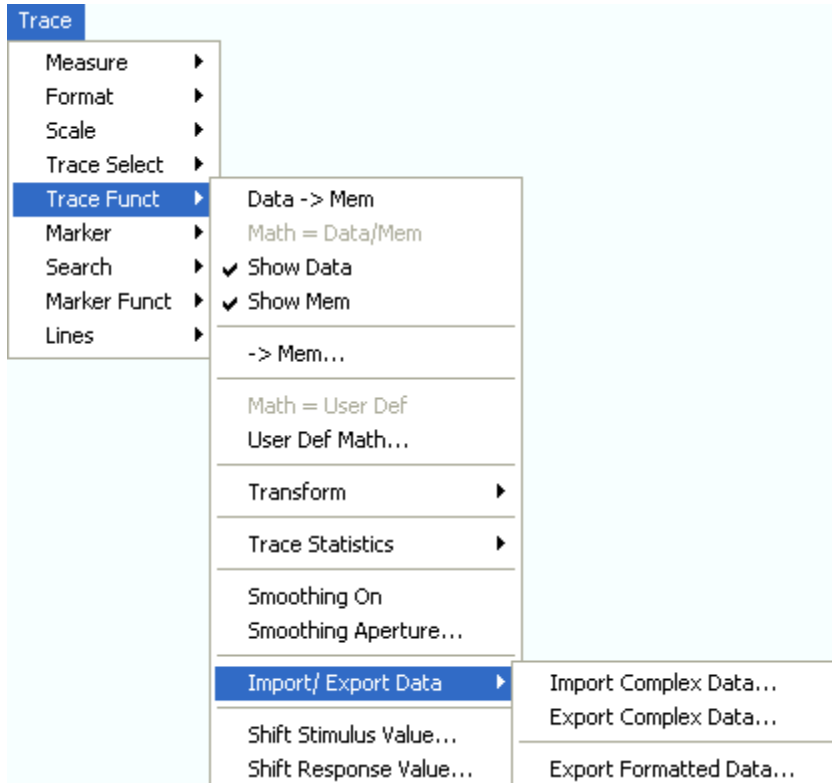 Trace
Measure
Format
Scale
Trace Select
Trace Funct
Marker
Search
Marker Funct
Lines
Data -> Mem
Math = Data/Mem
Show Data
Show Mem
-> Mem...
Math = User Def
User Def Math...
Transform
Trace Statistics
Smoothing On
Smoothing Aperture...
Import/ Export Data
Shift Stimulus Value...
Shift Response Value...
Import Complex Data...
Export Complex Data...
Export Formatted Data...